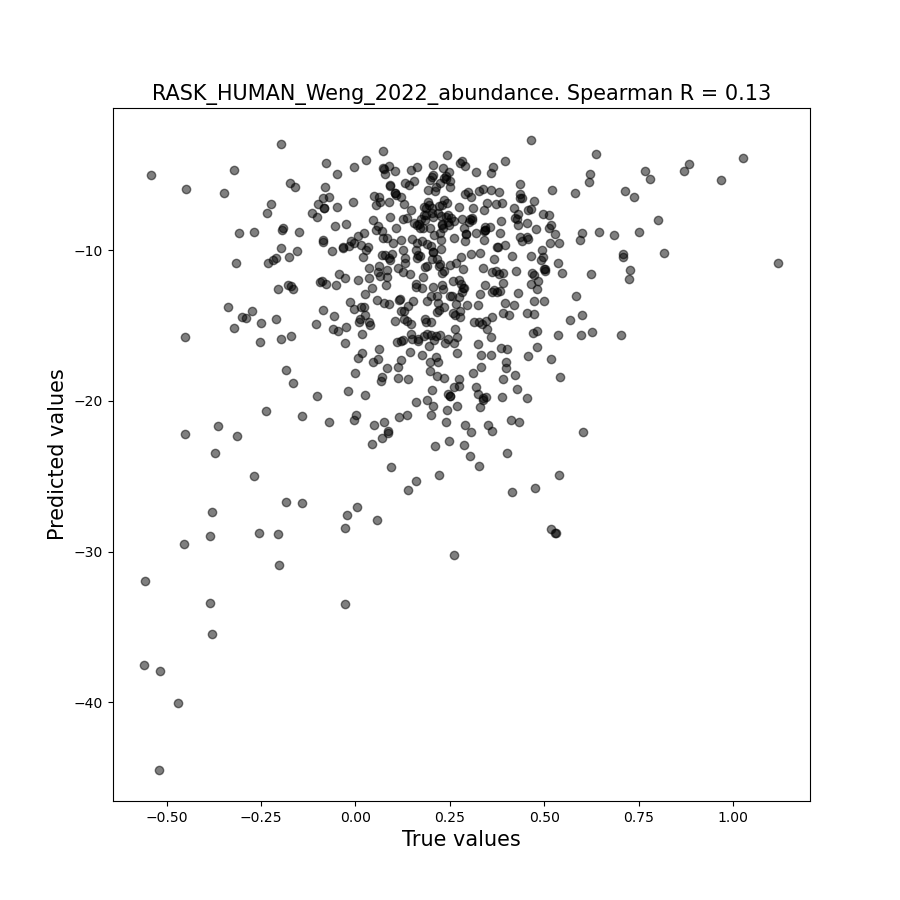 RASK_HUMAN_Weng_2022_abundance. Spearman R = 0.13
Predicted values
−10
−20
−30
−40
−0.50 −0.25 0.00 0.25 0.50 0.75 1.00
True values